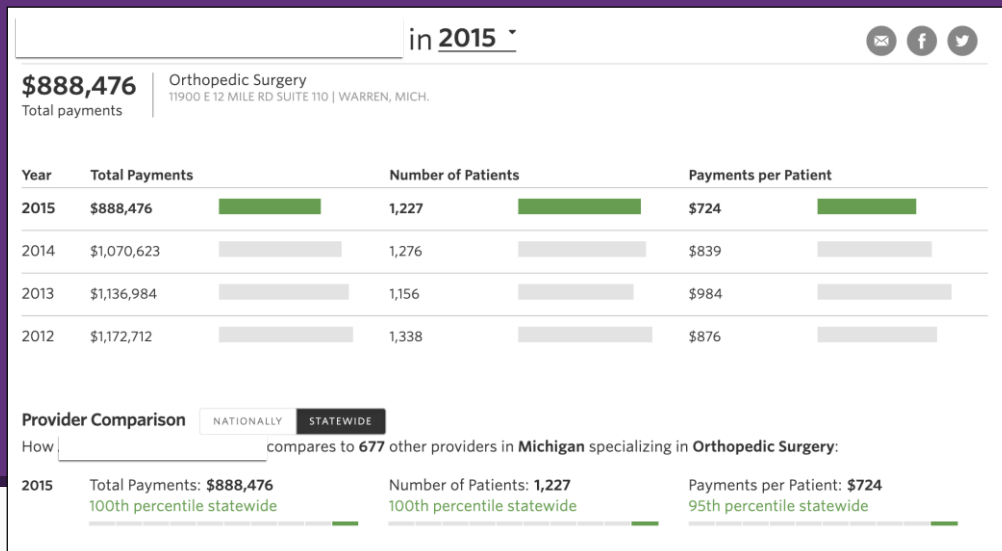 in 2015
$888,476
Total payments
Orthopedic Surgery
11900 E 12 MILE RD SUITE 110 | WARREN, MICH.
Year Total Payments Number of Patients Payments per Patient
2015 $888,476 1,227 $724
2014 $1,070,623 1,276 $839
2013 $1,136,984 1,156 $984
2012 $1,172,712 1,338 $876
Provider Comparison NATIONALLY STATEWIDE
How compares to 677 other providers in Michigan specializing in Orthopedic Surgery:
2015 Total Payments: $888,476 Number of Patients: 1,227 Payments per Patient: $724
100th percentile statewide 100th percentile statewide 95th percentile statewide